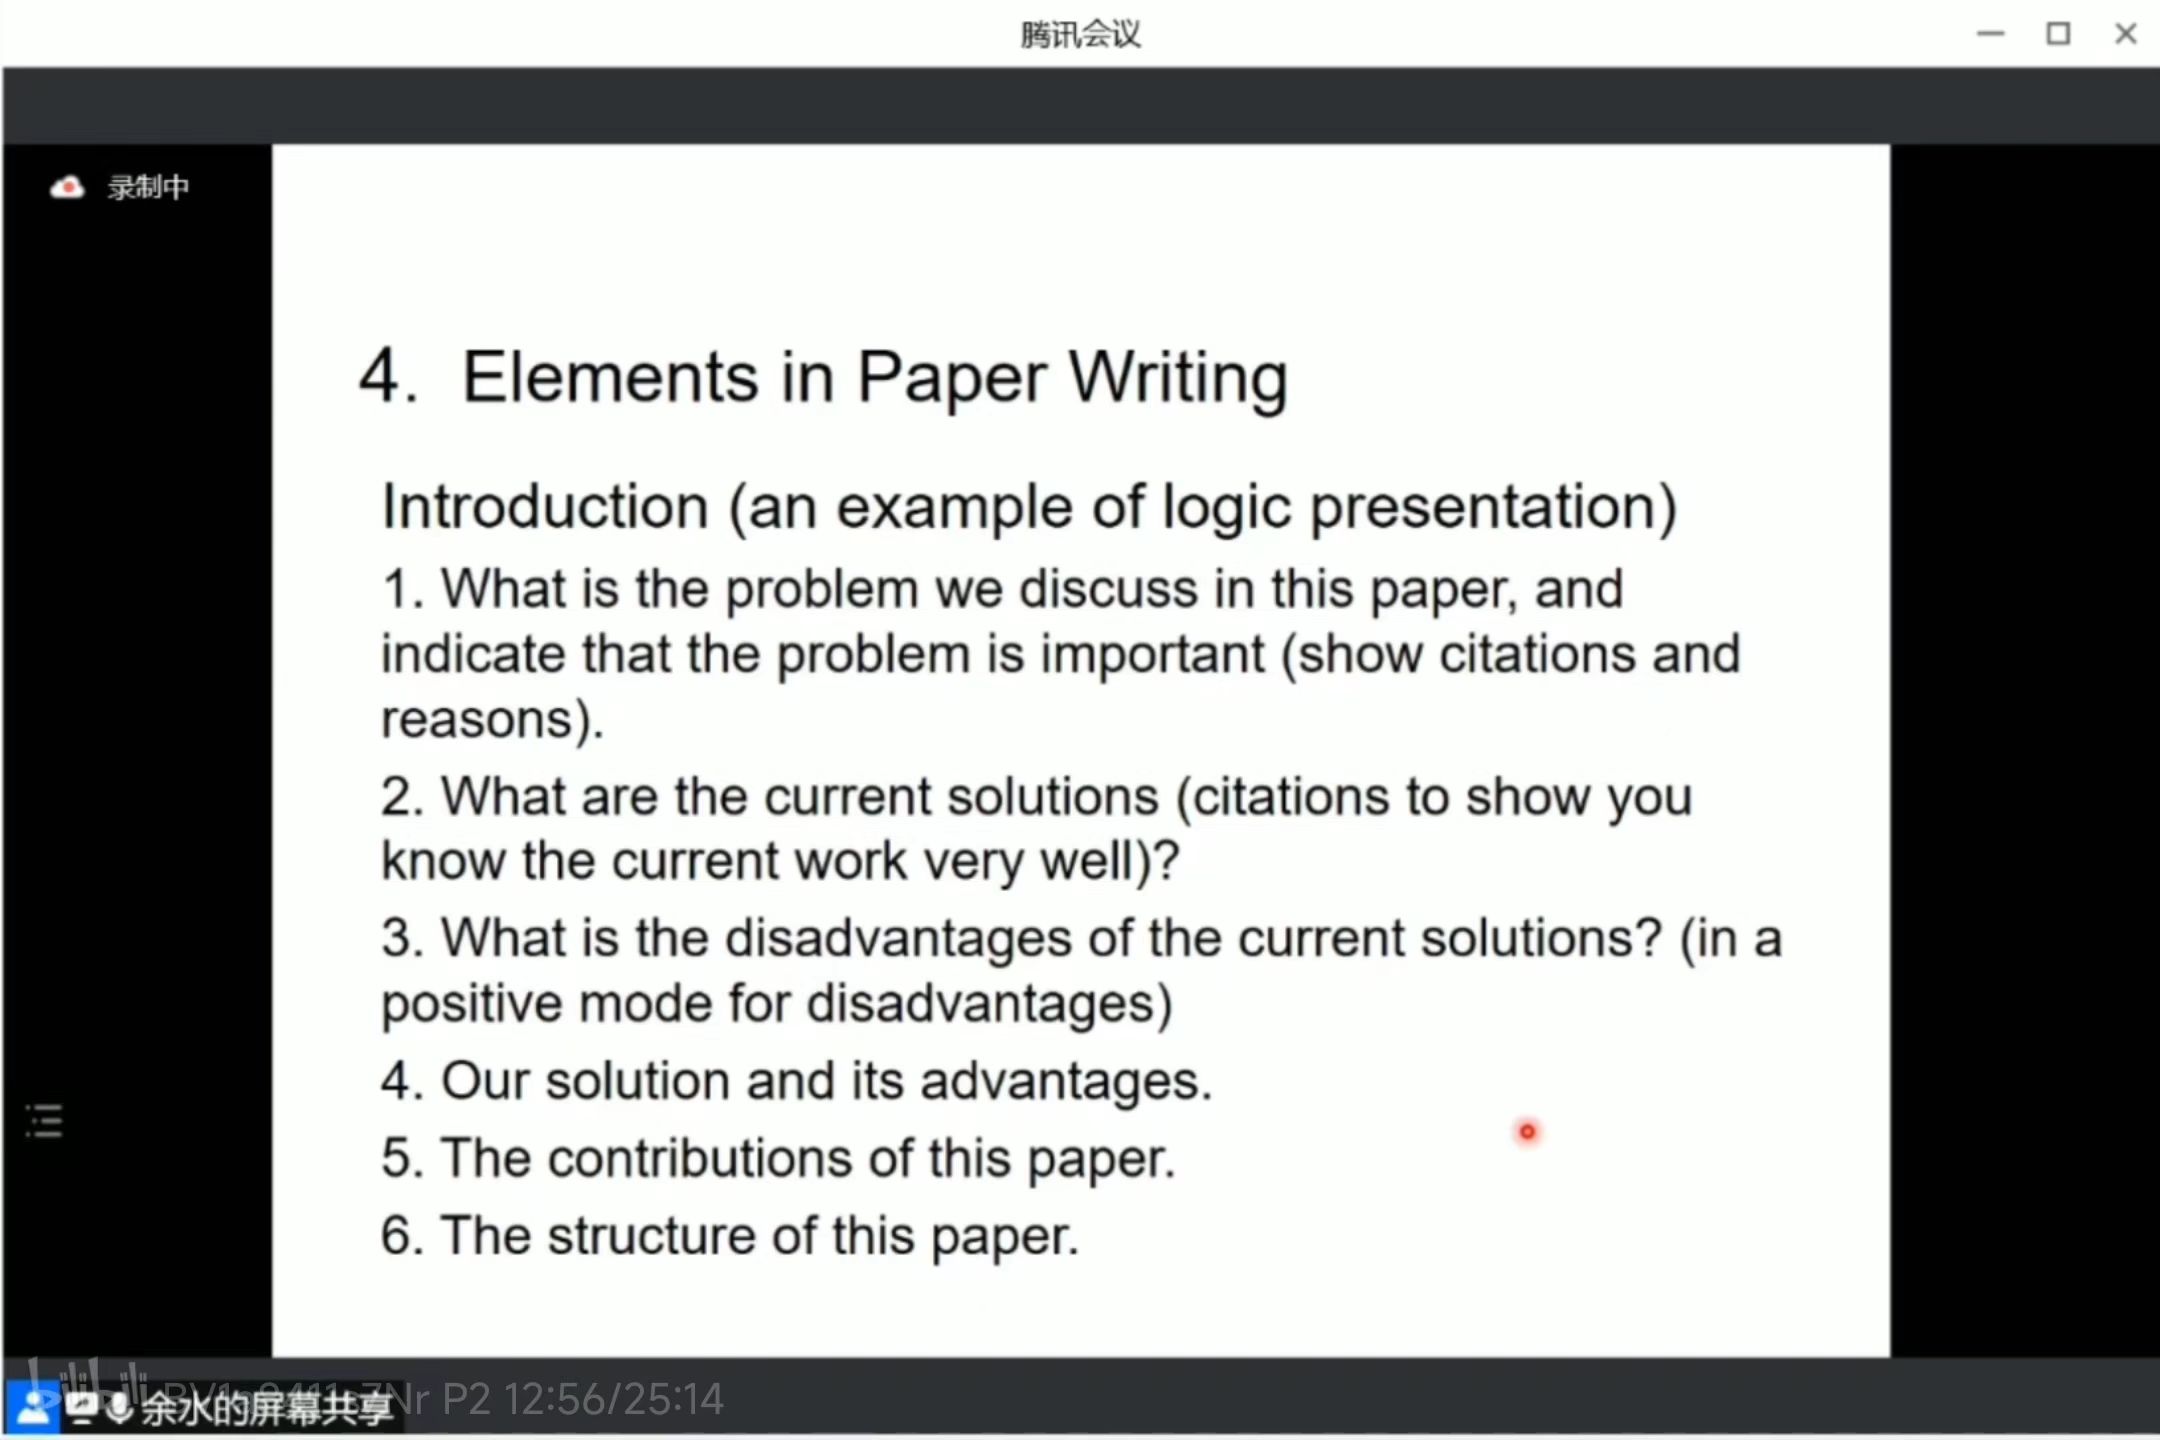 腾讯会议
录制中
4. Elements in Paper Writing
Introduction (an example of logic presentation)
1. What is the problem we discuss in this paper, and
indicate that the problem is important (show citations and
reasons).
2. What are the current solutions (citations to show you
know the current work very well)?
3. What is the disadvantages of the current solutions? (in a
positive mode for disadvantages)
4. Our solution and its advantages.
5. The contributions of this paper.
6. The structure of this paper.
bilibili
P2 12:56/25:14
余水的屏幕共享